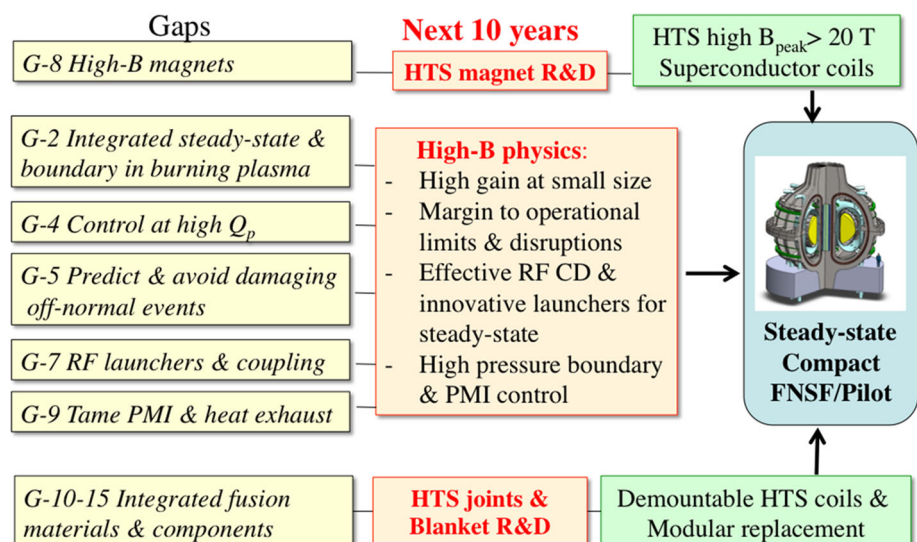 Gaps
Next 10 years
G-8 High-B magnets
HTS magnet R&D
HTS high Bpeak> 20 T
Superconductor coils
G-2 Integrated steady-state &
boundary in burning plasma
G-4 Control at high Qp
G-5 Predict & avoid damaging
off-normal events
G-7 RF launchers & coupling
G-9 Tame PMI & heat exhaust
High-B physics:
- High gain at small size
- Margin to operational
limits & disruptions
- Effective RF CD &
innovative launchers for
steady-state
- High pressure boundary
& PMI control
Steady-state
Compact
FNSF/Pilot
G-10-15 Integrated fusion
materials & components
HTS joints &
Blanket R&D
Demountable HTS coils &
Modular replacement